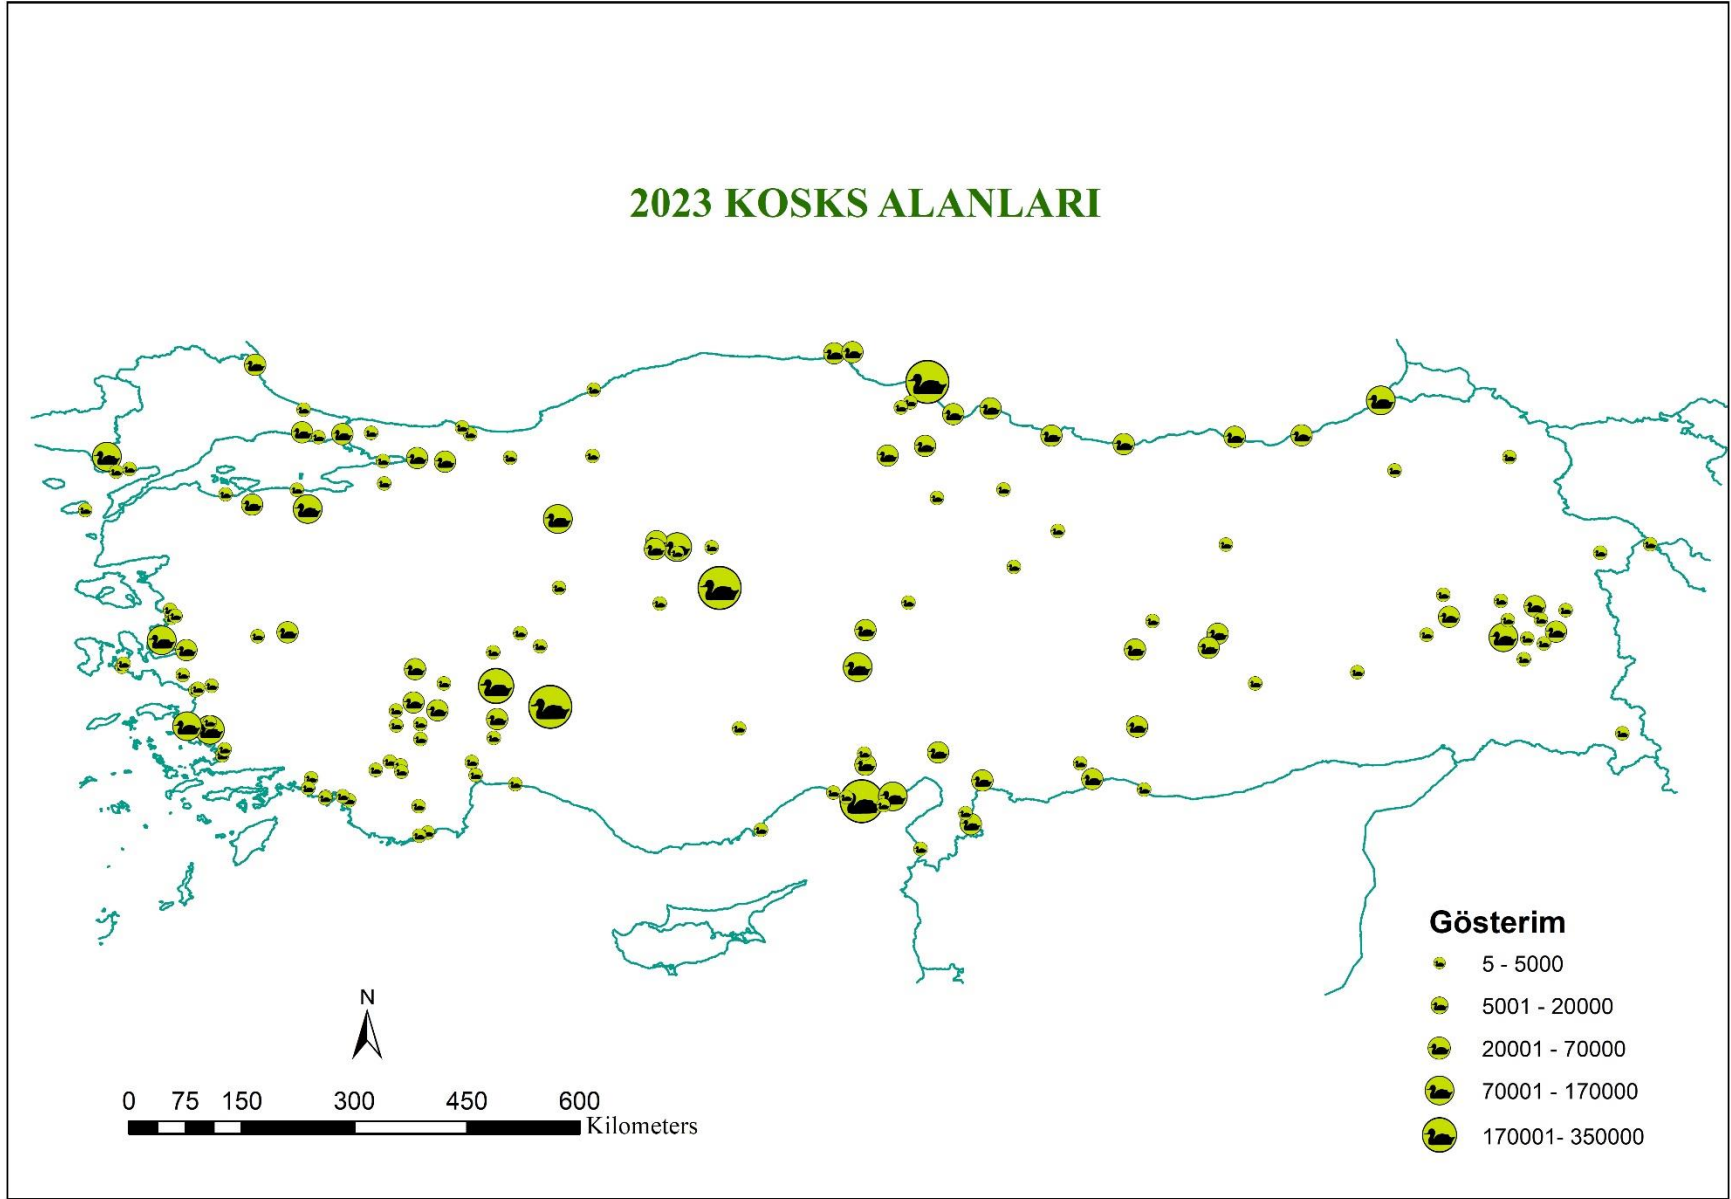 2023 KOSKS ALANLARI
Gösterim
5 - 5000
5001 - 20000
20001 - 70000
70001 - 170000
170001- 350000
N
0 75 150 300 450 600
Kilometers